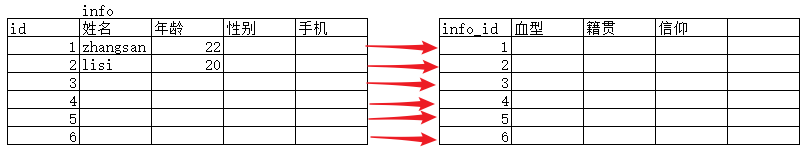 info
id 姓名 年龄 性别 手机 info_id 血型 籍贯 信仰
1 zhangsan 22 1
2 lisi 20 2
3 3
4 4
5 5
6 6